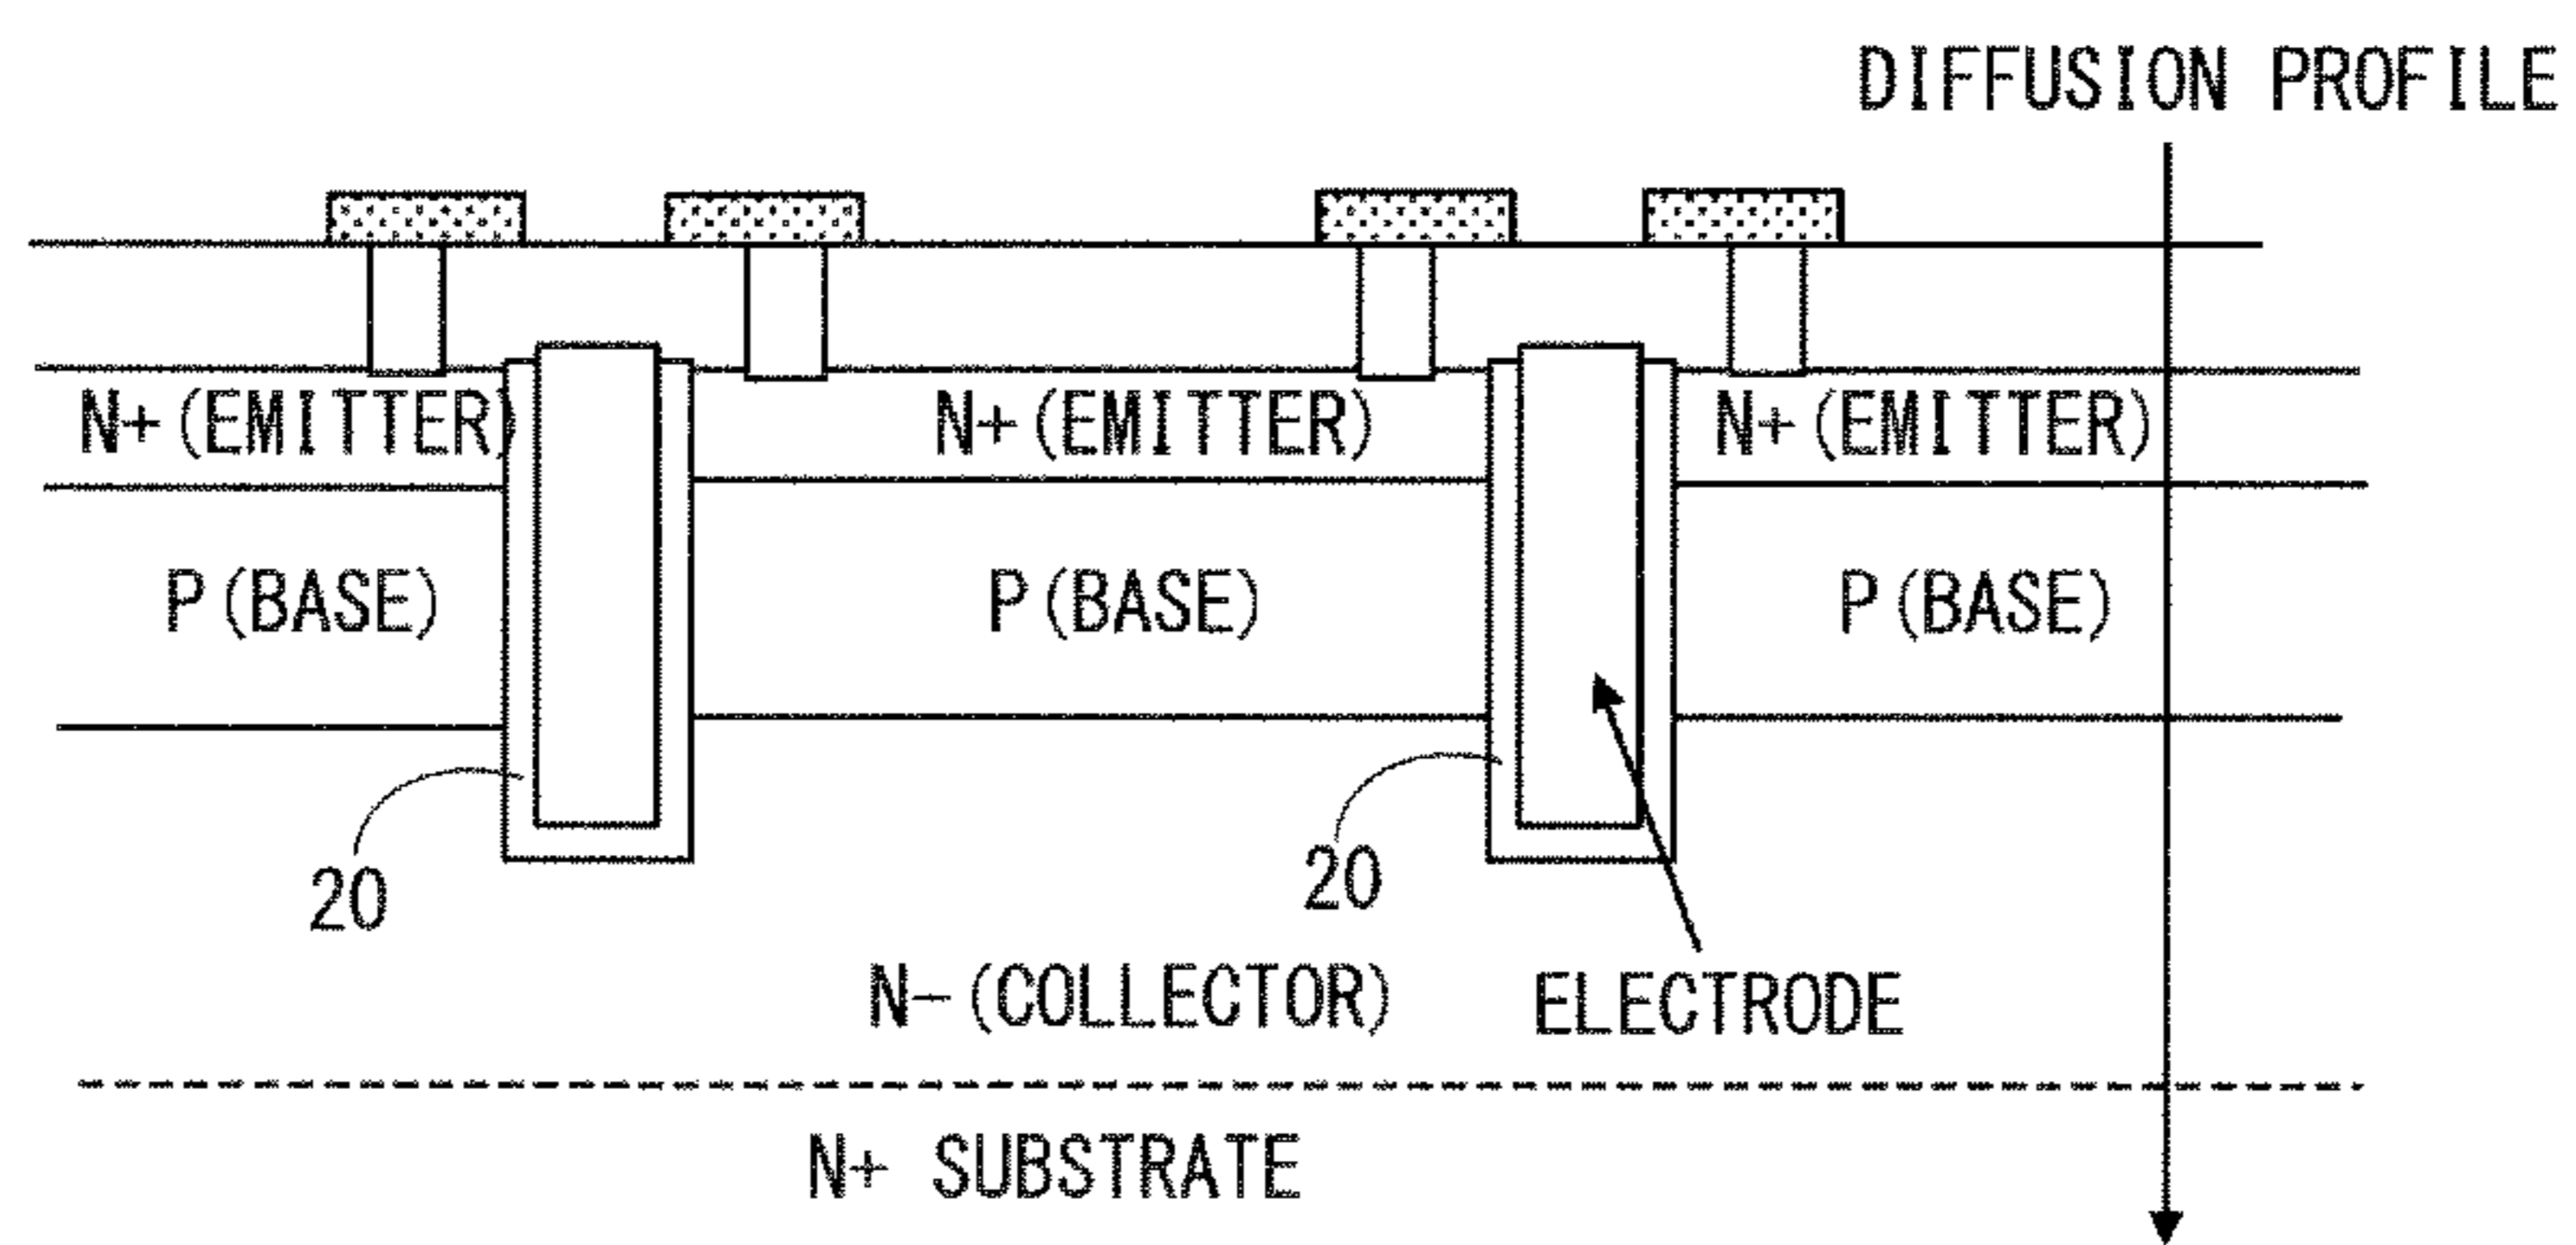 DIFFUSION PROFILE
N+(EMITTER) N+(EMITTER) N+(EMITTER)
P(BASE) P(BASE) P(BASE)
20 20
N-(COLLECTOR) ELECTRODE
N+ SUBSTRATE